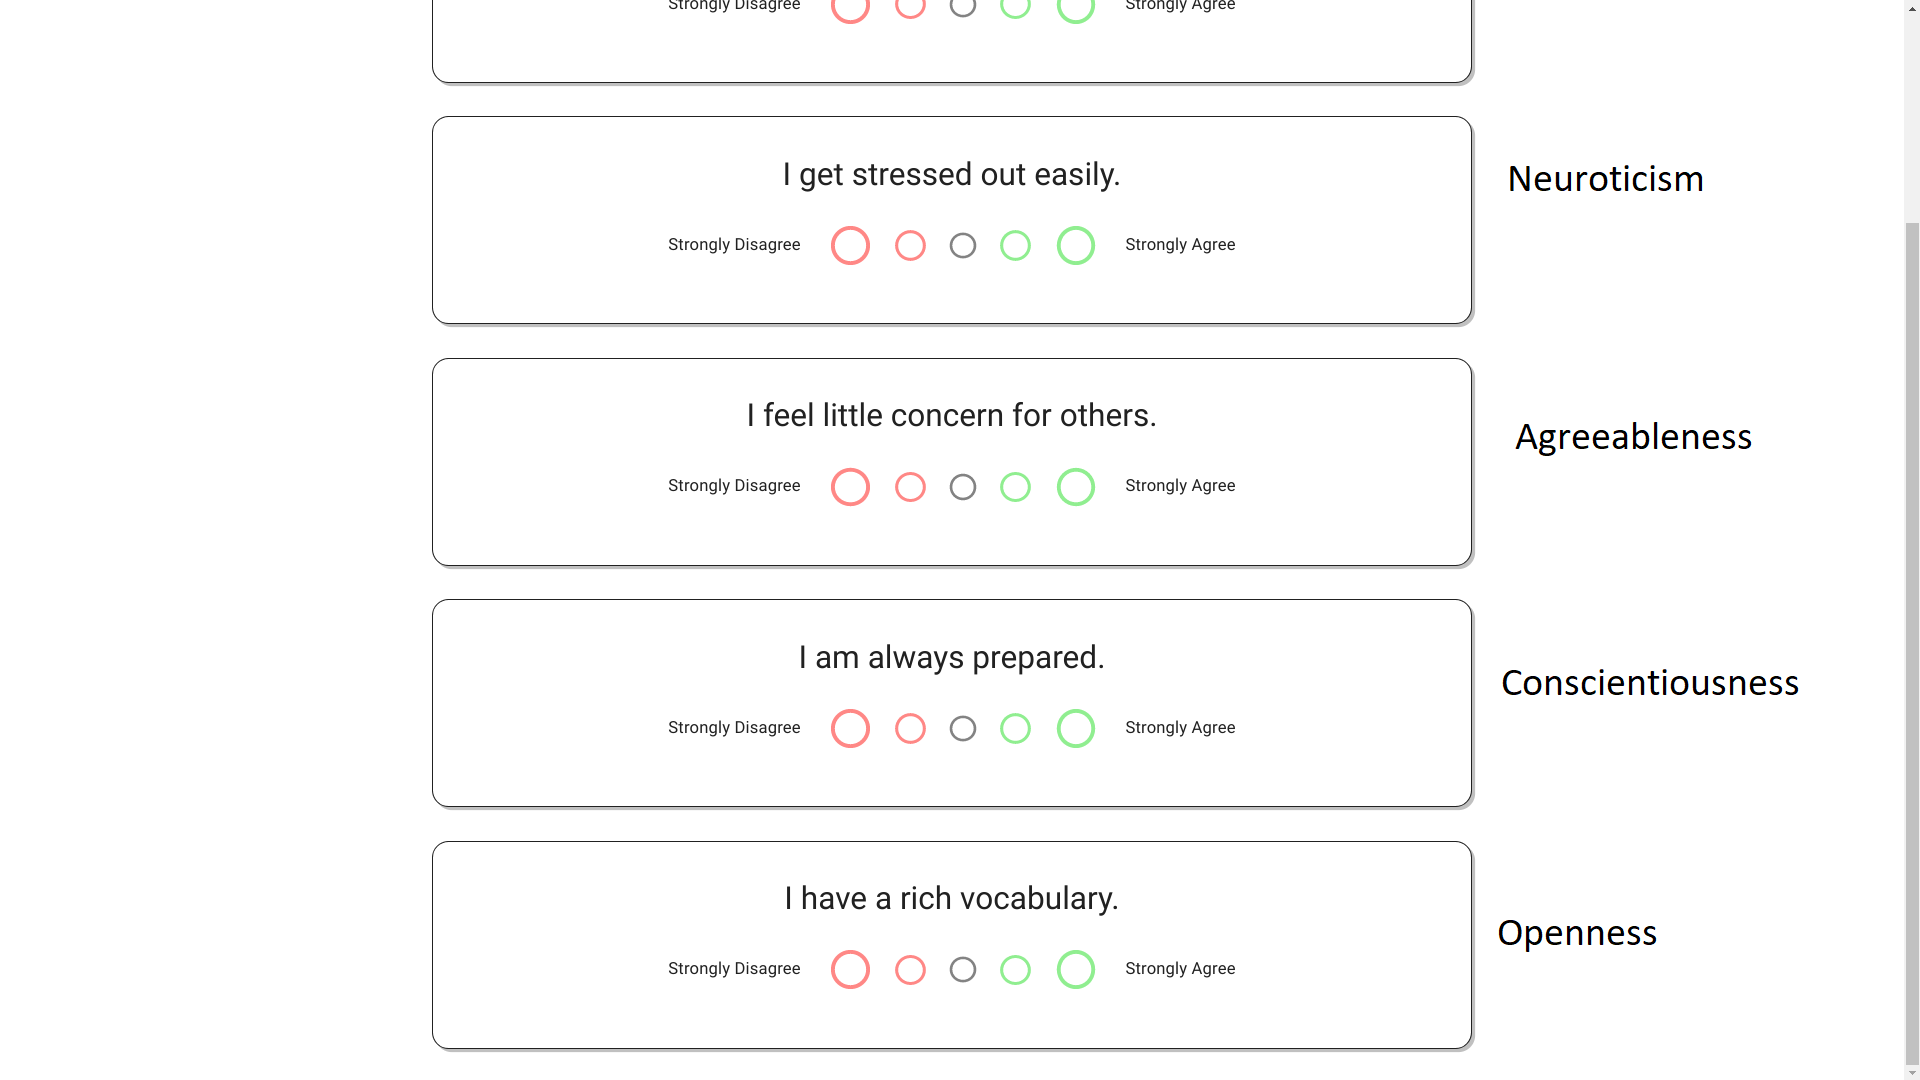 Strongly Disagree Strongly Agree
I get stressed out easily.
Neuroticism
Strongly Disagree Strongly Agree
I feel little concern for others.
Agreeableness
Strongly Disagree Strongly Agree
I am always prepared.
Conscientiousness
Strongly Disagree Strongly Agree
I have a rich vocabulary.
Openness
Strongly Disagree Strongly Agree